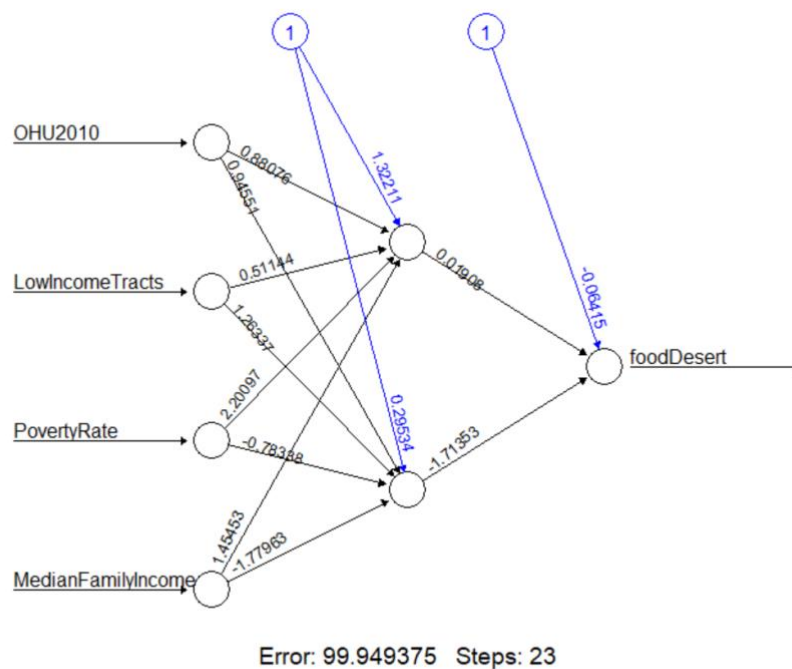 1
1
OHU2010
0.88076
0.94551
1.32211
LowIncomeTracts
0.51144
1.26337
0.01908
-0.06415
foodDesert
PovertyRate
2.20097
-0.78338
0.29534
-1.71353
MedianFamilyIncome
1.45453
-1.77963
Error: 99.949375 Steps: 23